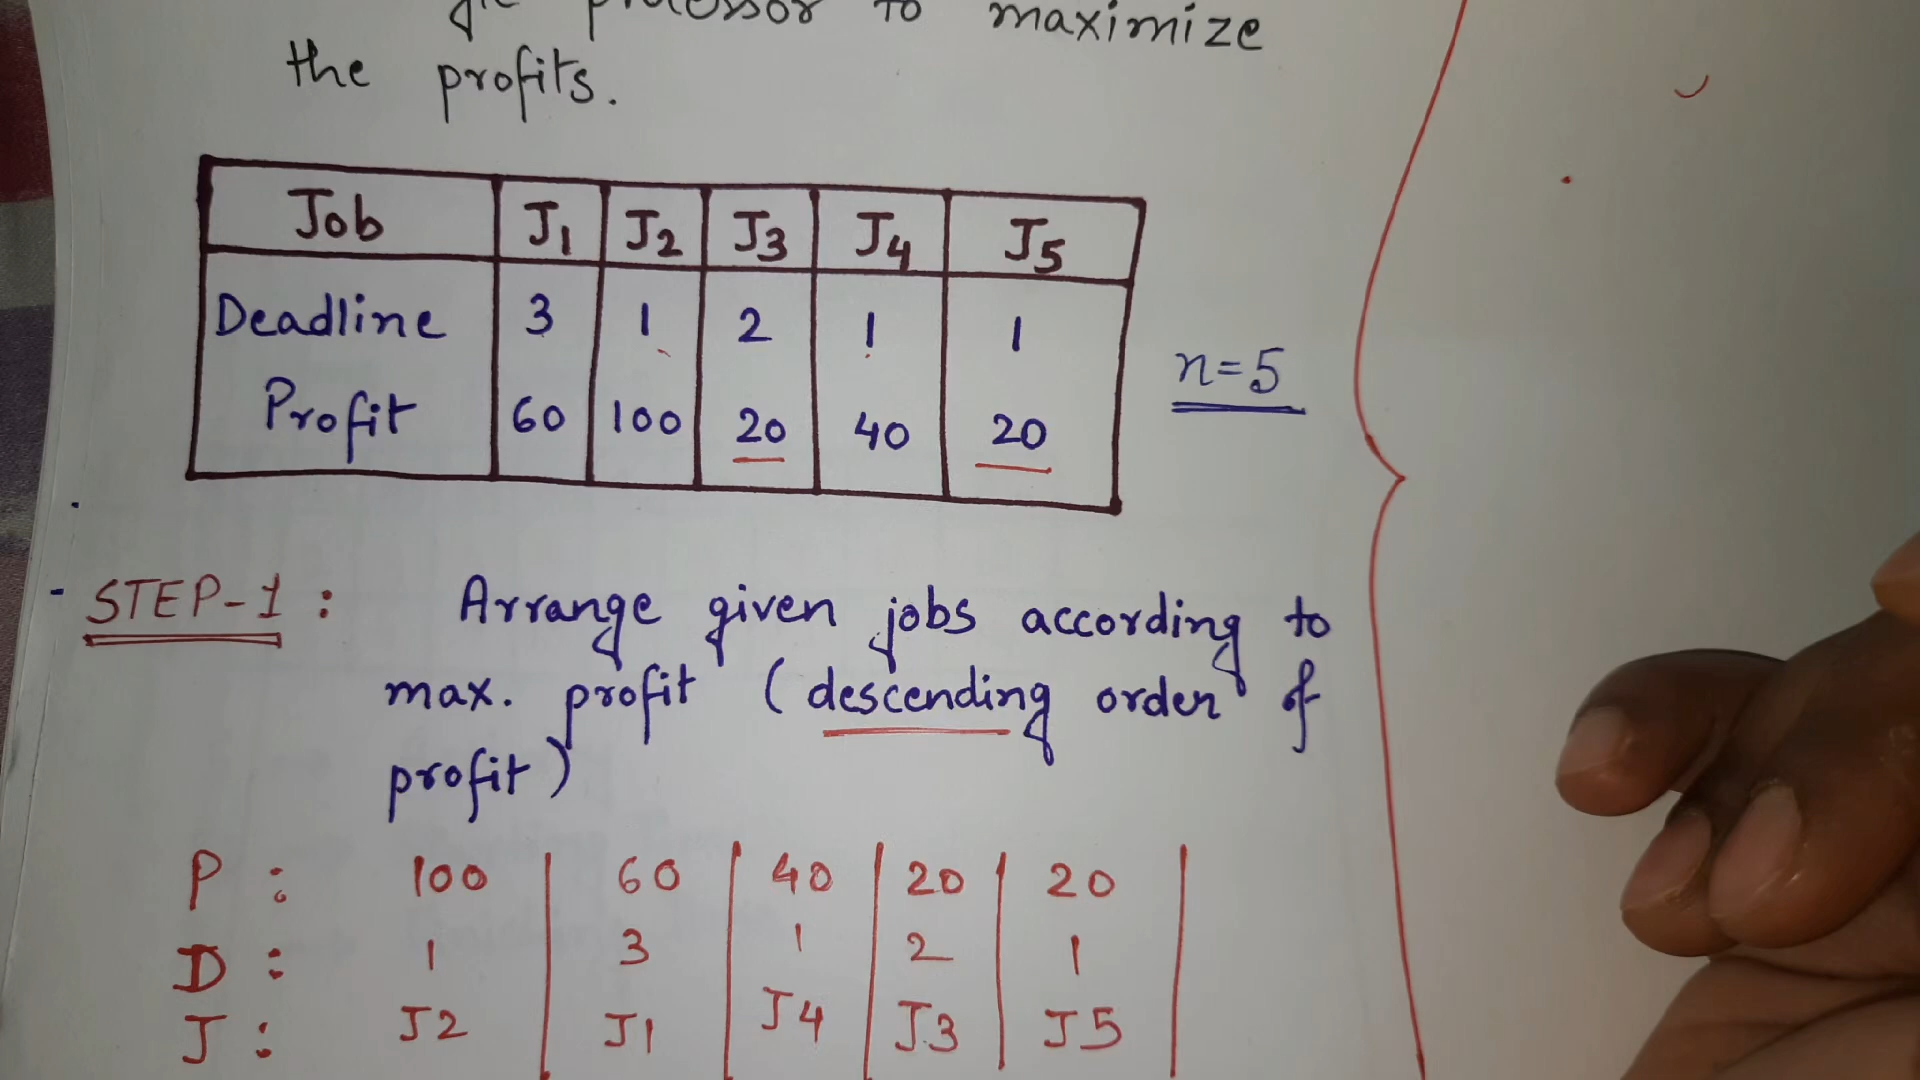 processor to maximize
the profits.
Job J1 J2 J3 J4 J5
Deadline 3 1 2 1 1
Profit 60 100 20 40 20
n=5
STEP-1 : Arrange given jobs according to
max. profit (descending order of
profit)
P : 100 60 40 20 20
D : 1 3 1 2 1
J : J2 J1 J4 J3 J5